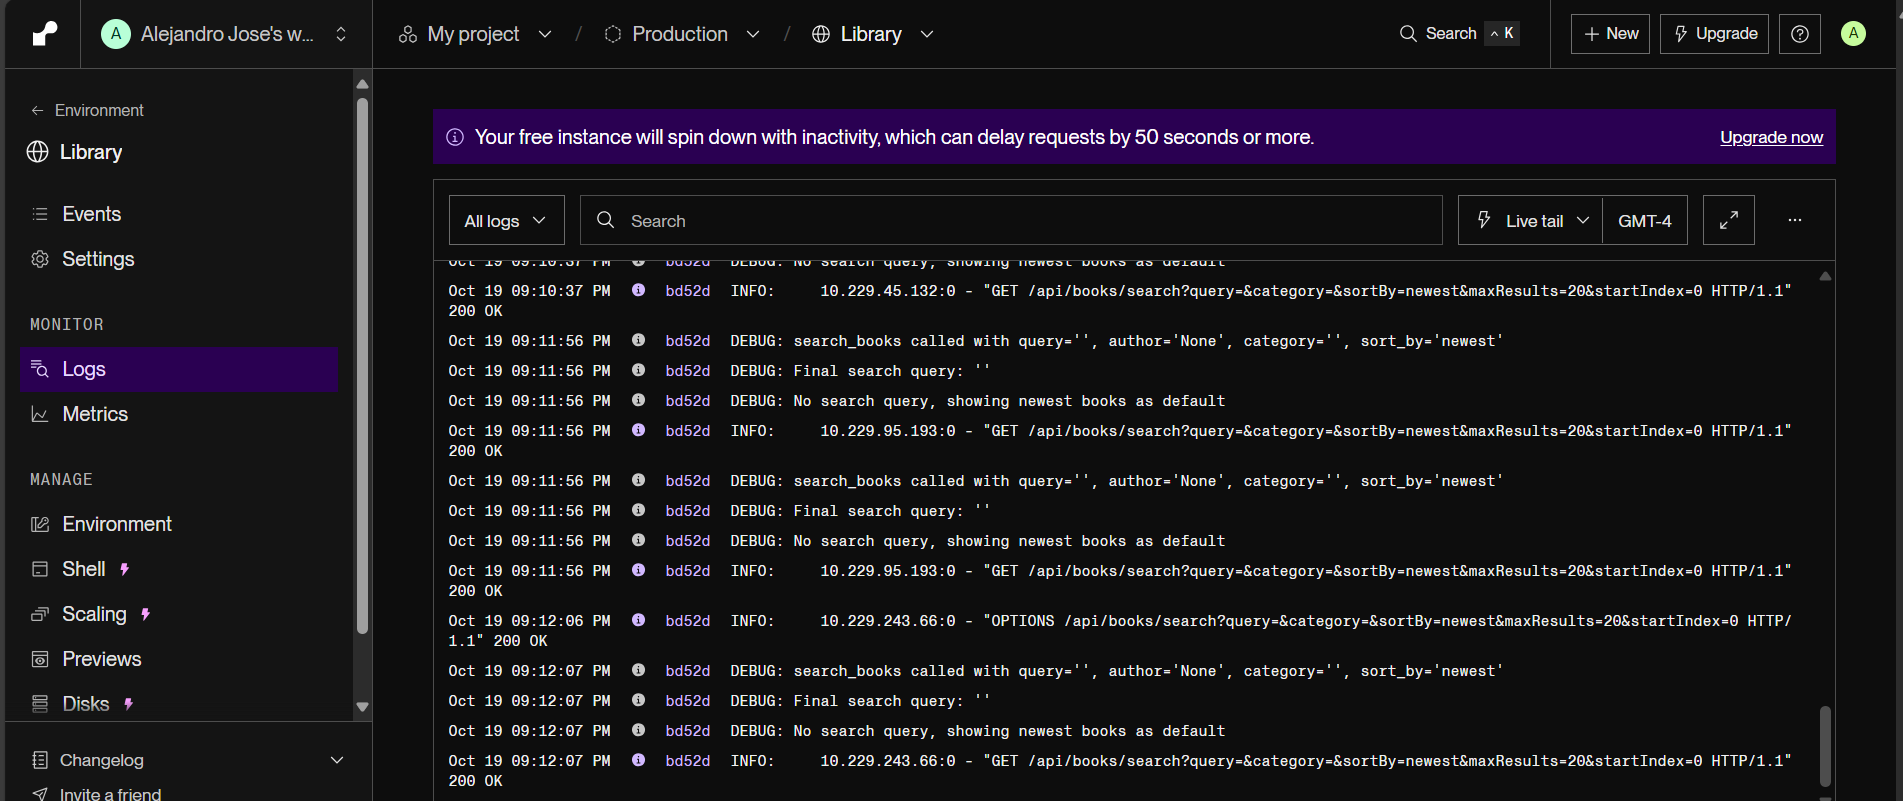 A Alejandro Jose's w...
My project / Production / Library
Search ^ K
+ New
Upgrade
A
Environment
Library
Events
Settings
MONITOR
Logs
Metrics
MANAGE
Environment
Shell
Scaling
Previews
Disks
Changelog
Invite a friend
Your free instance will spin down with inactivity, which can delay requests by 50 seconds or more.
Upgrade now
All logs
Search
Live tail
GMT-4
...
Oct 19 09:10:37 PM bd52d DEBUG: No search query, showing newest books as default
Oct 19 09:10:37 PM bd52d INFO: 10.229.45.132:0 - "GET /api/books/search?query=&category=&sortBy=newest&maxResults=20&startIndex=0 HTTP/1.1"
200 OK
Oct 19 09:11:56 PM bd52d DEBUG: search_books called with query='', author='None', category='', sort_by='newest'
Oct 19 09:11:56 PM bd52d DEBUG: Final search query: ''
Oct 19 09:11:56 PM bd52d DEBUG: No search query, showing newest books as default
Oct 19 09:11:56 PM bd52d INFO: 10.229.95.193:0 - "GET /api/books/search?query=&category=&sortBy=newest&maxResults=20&startIndex=0 HTTP/1.1"
200 OK
Oct 19 09:11:56 PM bd52d DEBUG: search_books called with query='', author='None', category='', sort_by='newest'
Oct 19 09:11:56 PM bd52d DEBUG: Final search query: ''
Oct 19 09:11:56 PM bd52d DEBUG: No search query, showing newest books as default
Oct 19 09:11:56 PM bd52d INFO: 10.229.95.193:0 - "GET /api/books/search?query=&category=&sortBy=newest&maxResults=20&startIndex=0 HTTP/1.1"
200 OK
Oct 19 09:12:06 PM bd52d INFO: 10.229.243.66:0 - "OPTIONS /api/books/search?query=&category=&sortBy=newest&maxResults=20&startIndex=0 HTTP/
1.1" 200 OK
Oct 19 09:12:07 PM bd52d DEBUG: search_books called with query='', author='None', category='', sort_by='newest'
Oct 19 09:12:07 PM bd52d DEBUG: Final search query: ''
Oct 19 09:12:07 PM bd52d DEBUG: No search query, showing newest books as default
Oct 19 09:12:07 PM bd52d INFO: 10.229.243.66:0 - "GET /api/books/search?query=&category=&sortBy=newest&maxResults=20&startIndex=0 HTTP/1.1"
200 OK